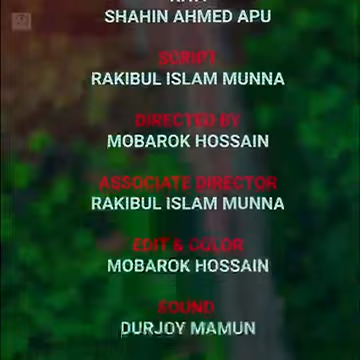 SHAHIN AHMED APU
SCRIPT
RAKIBUL ISLAM MUNNA
DIRECTED BY
MOBAROK HOSSAIN
ASSOCIATE DIRECTOR
RAKIBUL ISLAM MUNNA
EDIT & COLOR
MOBAROK HOSSAIN
SOUND
DURJOY MAMUN